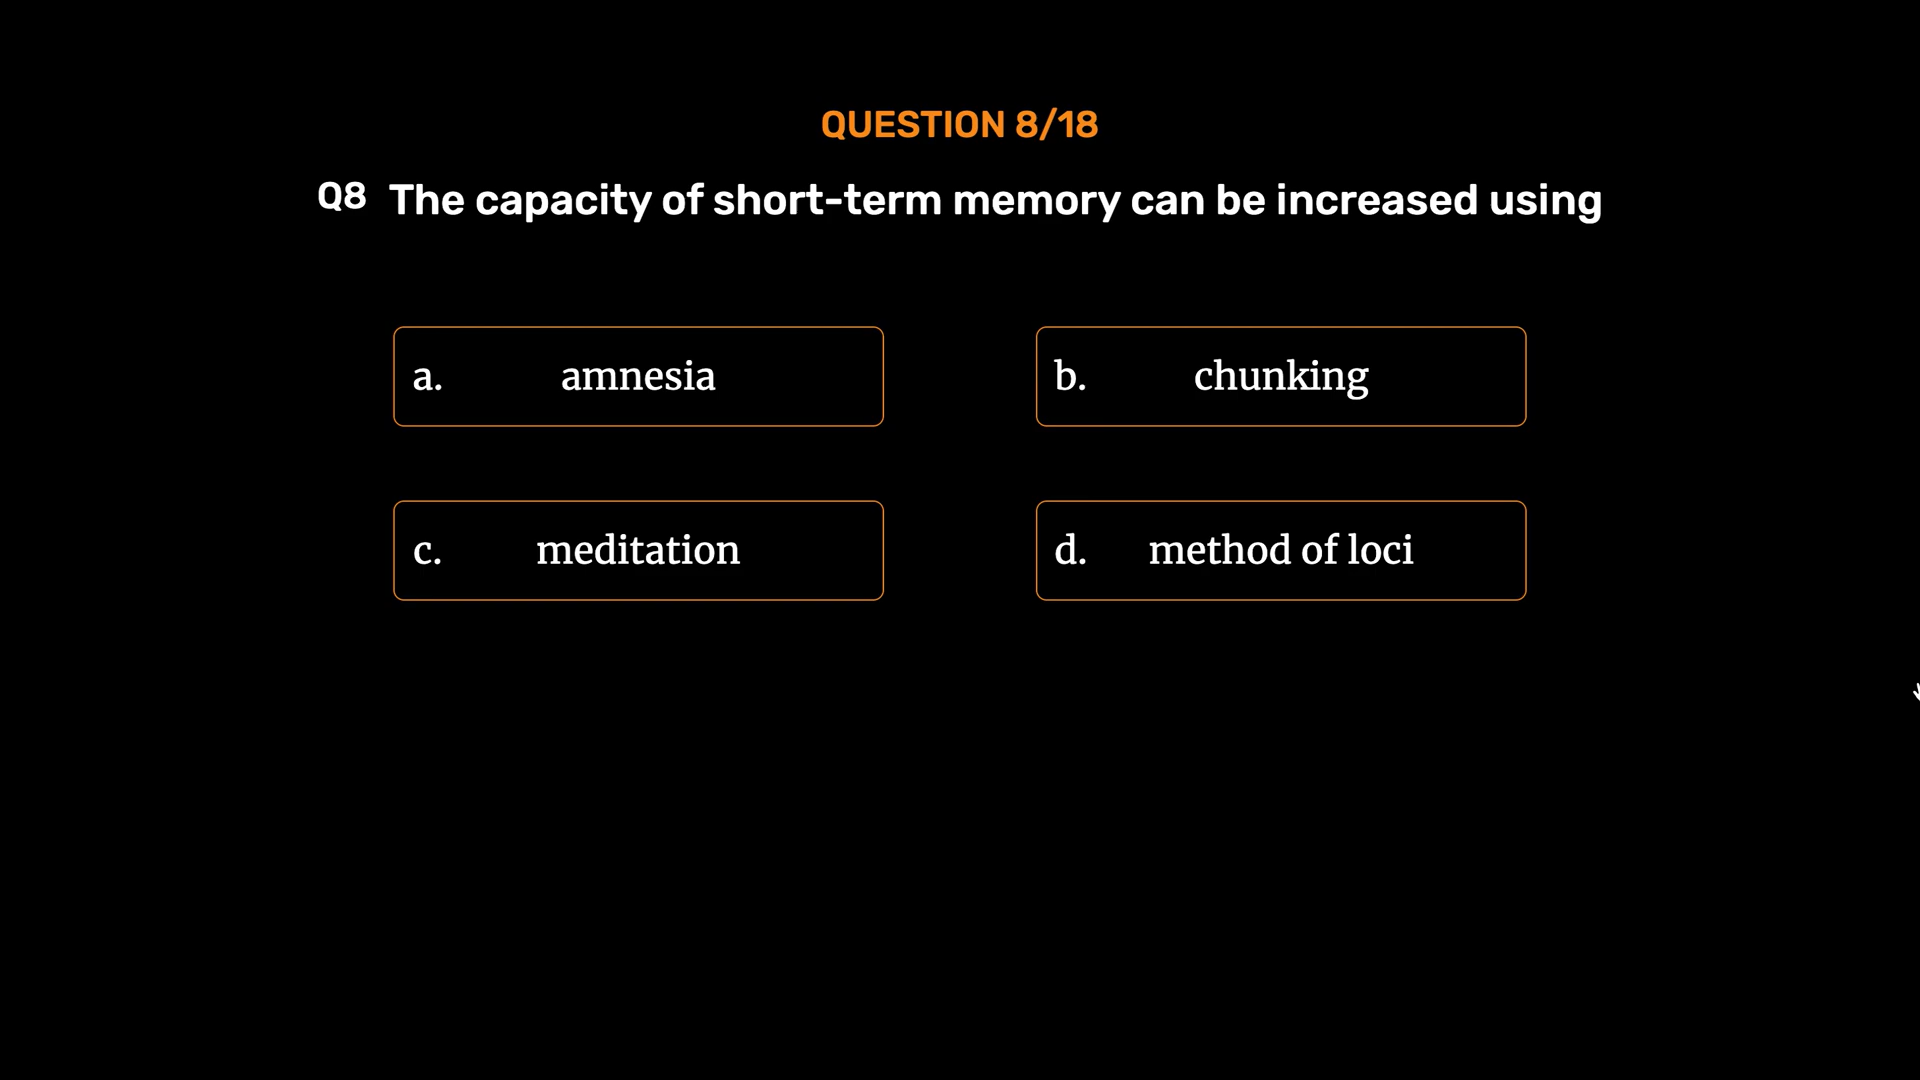 QUESTION 8/18
Q8 The capacity of short-term memory can be increased using
a. amnesia
b. chunking
c. meditation
d. method of loci